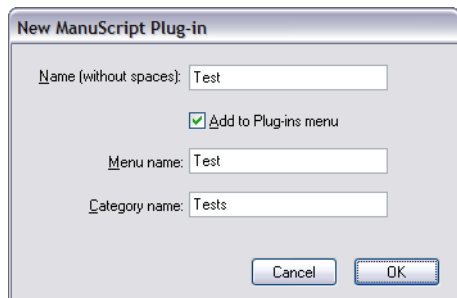 New ManuScript Plug-in
Name (without spaces): Test
Add to Plug-ins menu
Menu name: Test
Category name: Tests
Cancel OK